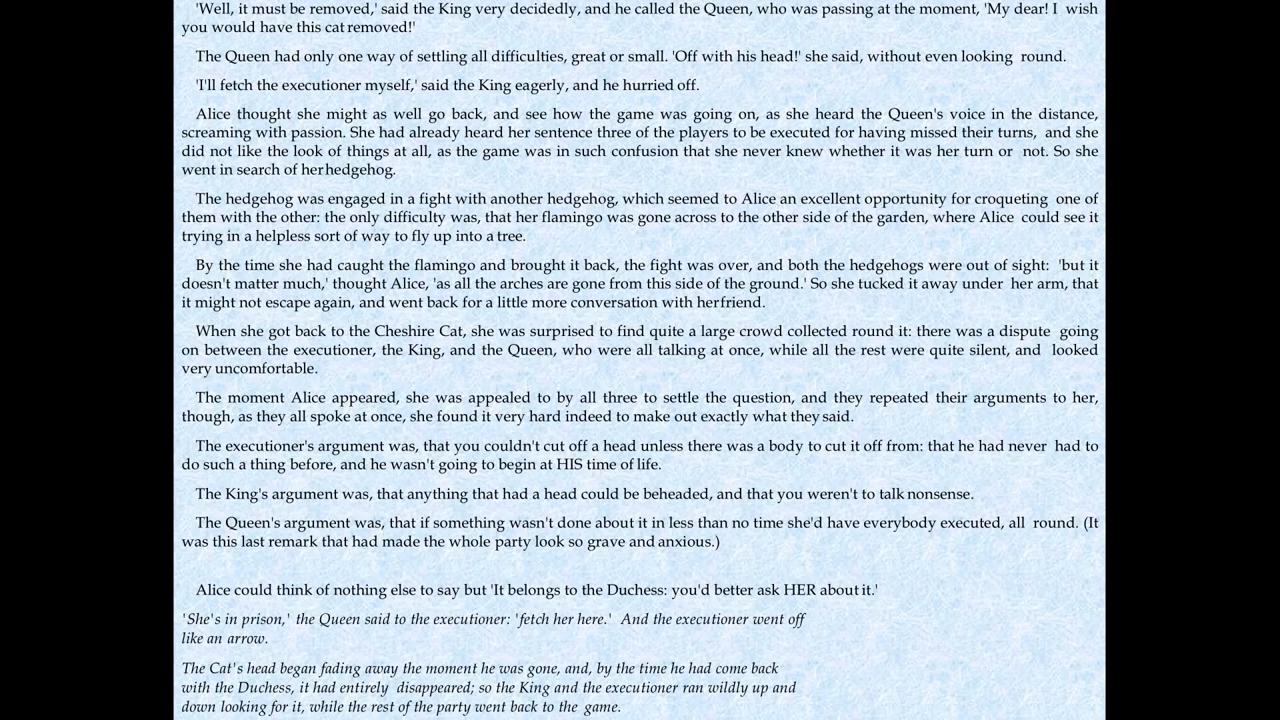 'Well, it must be removed,' said the King very decidedly, and he called the Queen, who was passing at the moment, 'My dear! I wish
you would have this cat removed!'
The Queen had only one way of settling all difficulties, great or small. 'Off with his head!' she said, without even looking round.
'I'll fetch the executioner myself,' said the King eagerly, and he hurried off.
Alice thought she might as well go back, and see how the game was going on, as she heard the Queen's voice in the distance,
screaming with passion. She had already heard her sentence three of the players to be executed for having missed their turns, and she
did not like the look of things at all, as the game was in such confusion that she never knew whether it was her turn or not. So she
went in search of her hedgehog.
The hedgehog was engaged in a fight with another hedgehog, which seemed to Alice an excellent opportunity for croqueting one of
them with the other: the only difficulty was, that her flamingo was gone across to the other side of the garden, where Alice could see it
trying in a helpless sort of way to fly up into a tree.
By the time she had caught the flamingo and brought it back, the fight was over, and both the hedgehogs were out of sight: 'but it
doesn't matter much,' thought Alice, 'as all the arches are gone from this side of the ground.' So she tucked it away under her arm, that
it might not escape again, and went back for a little more conversation with her friend.
When she got back to the Cheshire Cat, she was surprised to find quite a large crowd collected round it: there was a dispute going
on between the executioner, the King, and the Queen, who were all talking at once, while all the rest were quite silent, and looked
very uncomfortable.
The moment Alice appeared, she was appealed to by all three to settle the question, and they repeated their arguments to her,
though, as they all spoke at once, she found it very hard indeed to make out exactly what they said.
The executioner's argument was, that you couldn't cut off a head unless there was a body to cut it off from: that he had never had to
do such a thing before, and he wasn't going to begin at HIS time of life.
The King's argument was, that anything that had a head could be beheaded, and that you weren't to talk nonsense.
The Queen's argument was, that if something wasn't done about it in less than no time she'd have everybody executed, all round. (It
was this last remark that had made the whole party look so grave and anxious.)
Alice could think of nothing else to say but 'It belongs to the Duchess: you'd better ask HER about it.'
'She's in prison,' the Queen said to the executioner: 'fetch her here.' And the executioner went off
like an arrow.
The Cat's head began fading away the moment he was gone, and, by the time he had come back
with the Duchess, it had entirely disappeared; so the King and the executioner ran wildly up and
down looking for it, while the rest of the party went back to the game.